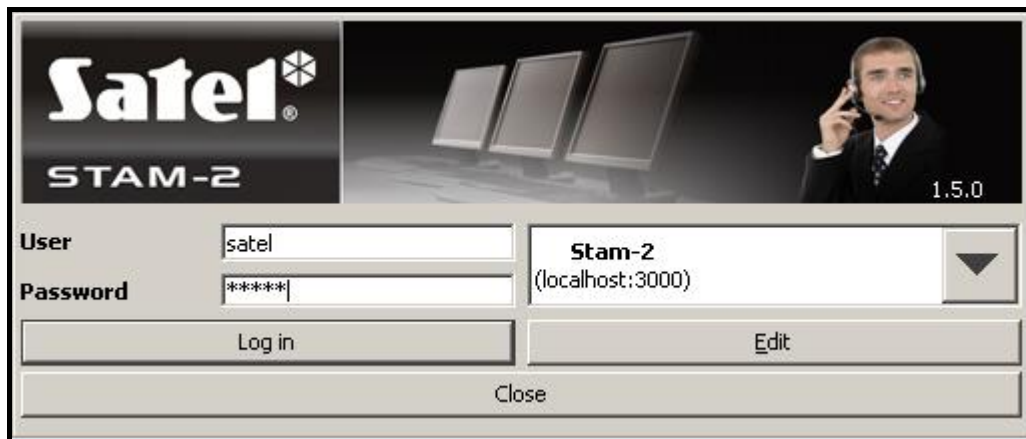 Satel®
STAM-2
1.5.0
User
satel
Stam-2
(localhost:3000)
Password
*****
Log in
Edit
Close